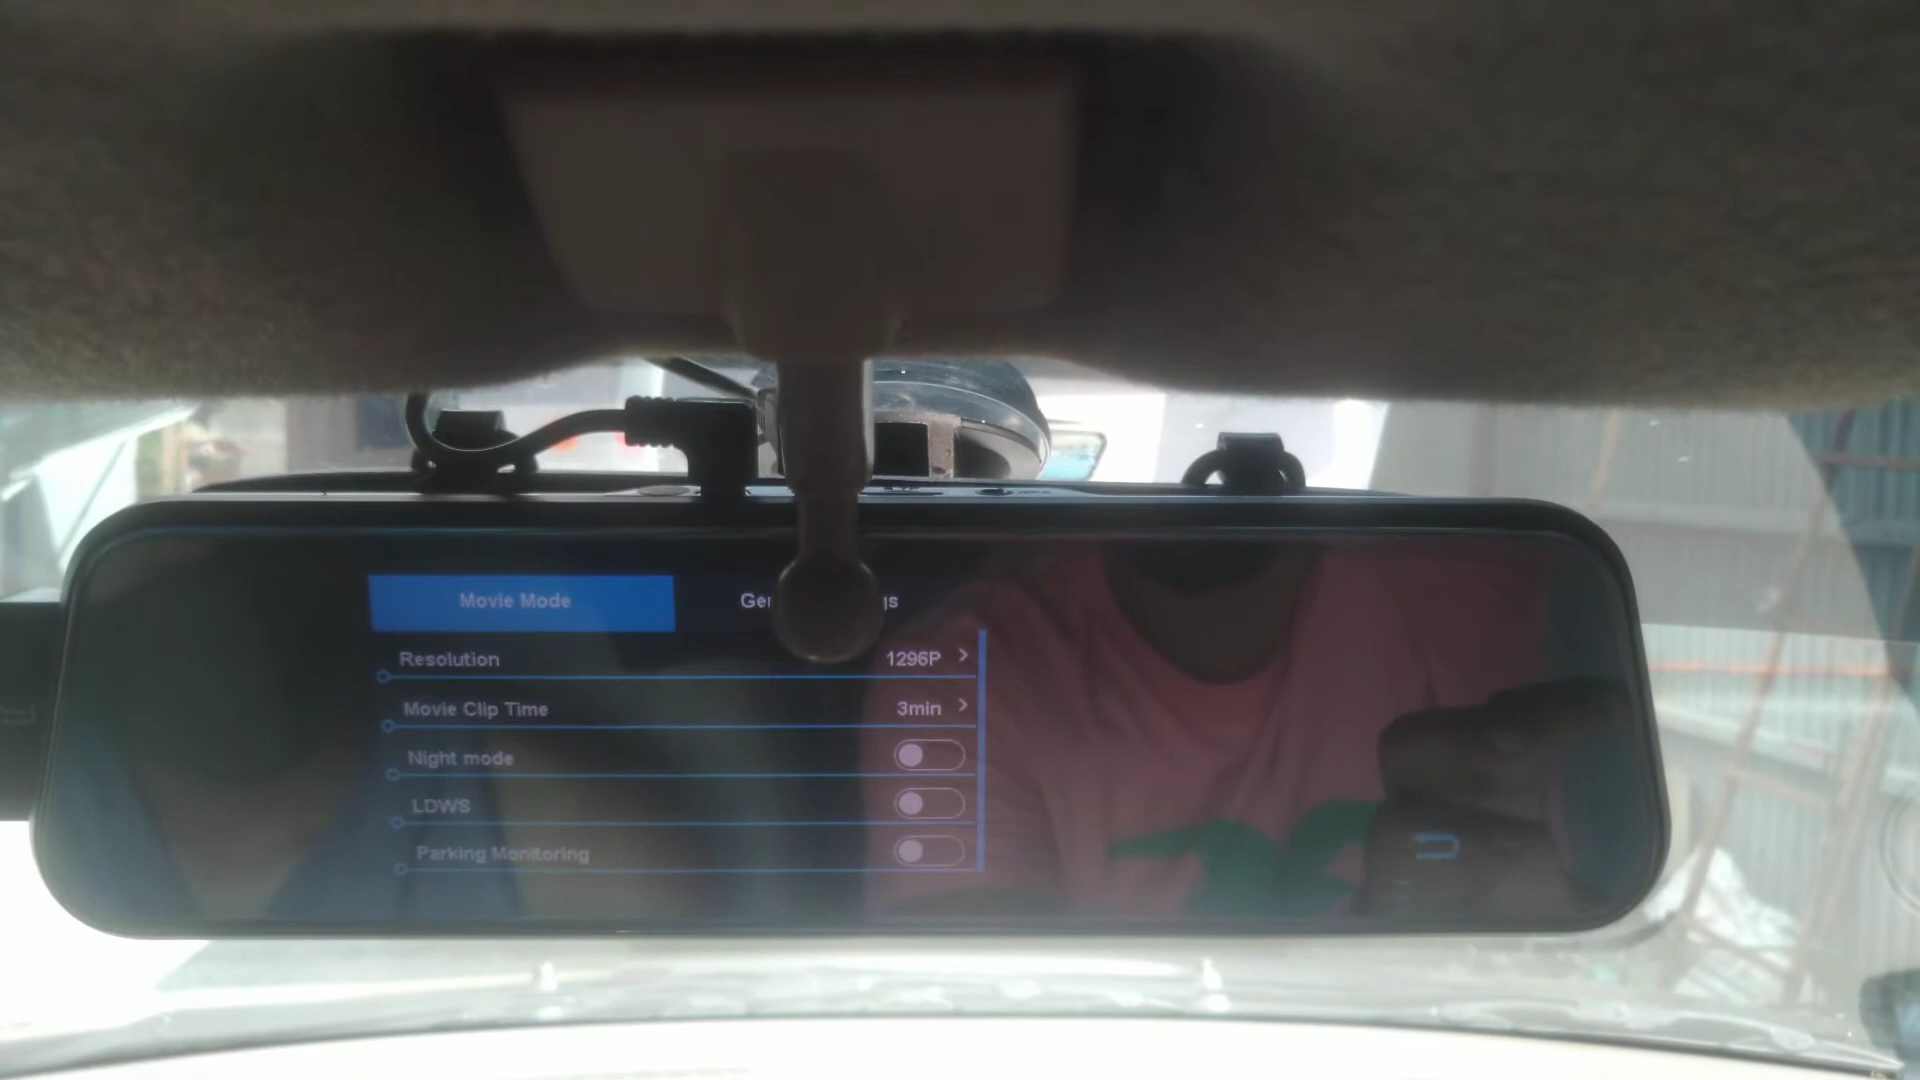 Movie Mode
Resolution 1296P
Movie Clip Time 3min
Night mode
LDWS
Parking Monitoring